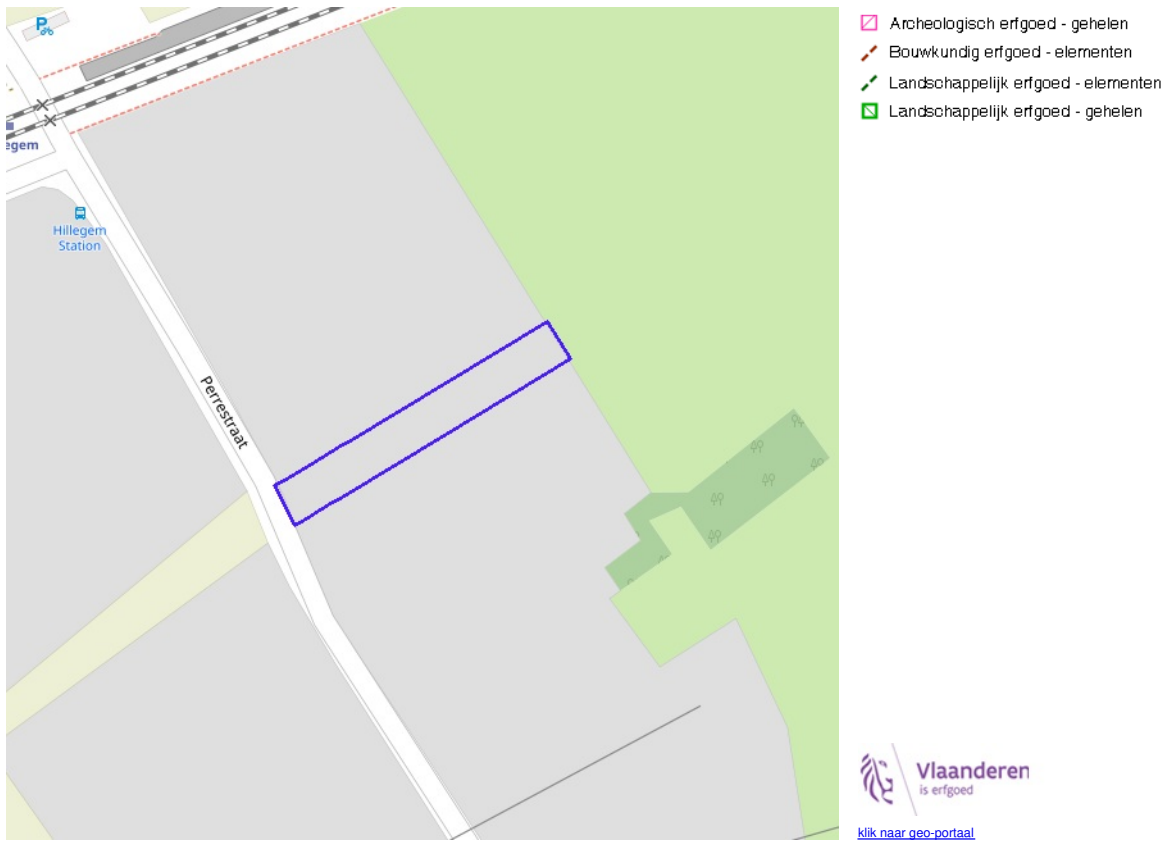 P
egem
Hillegem
Station
Perrestraat
Archeologisch erfgoed - gehelen
Bouwkundig erfgoed - elementen
Landschappelijk erfgoed - elementen
Landschappelijk erfgoed - gehelen
Vlaanderen
is erfgoed
klik naar geo-portaal